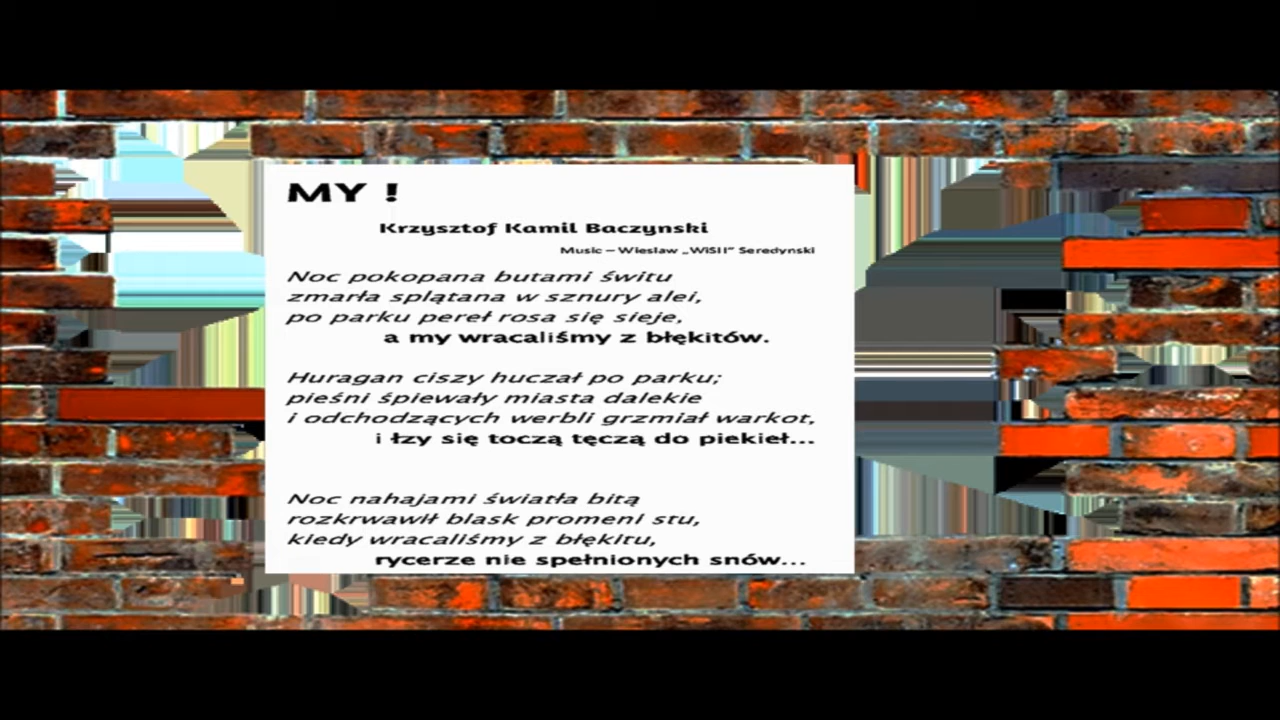 MY !
Krzysztof Kamil Baczynski
Music – Wieslaw „WiSI I” Seredynski
Noc pokopana butami świtu
zmarła splątana w sznury alei,
po parku pereł rosa się sieje,
a my wracaliśmy z błękitów.
Huragan ciszy huczał po parku;
pieśni śpiewały miasta dalekie
i odchodzących werbli grzmiał warkot,
i łzy się toczą tęczą do piekieł...
Noc nahajami światła bitą
rozkrwawił blask promeni stu,
kiedy wracaliśmy z błękitu,
rycerze nie spełnionych snów...